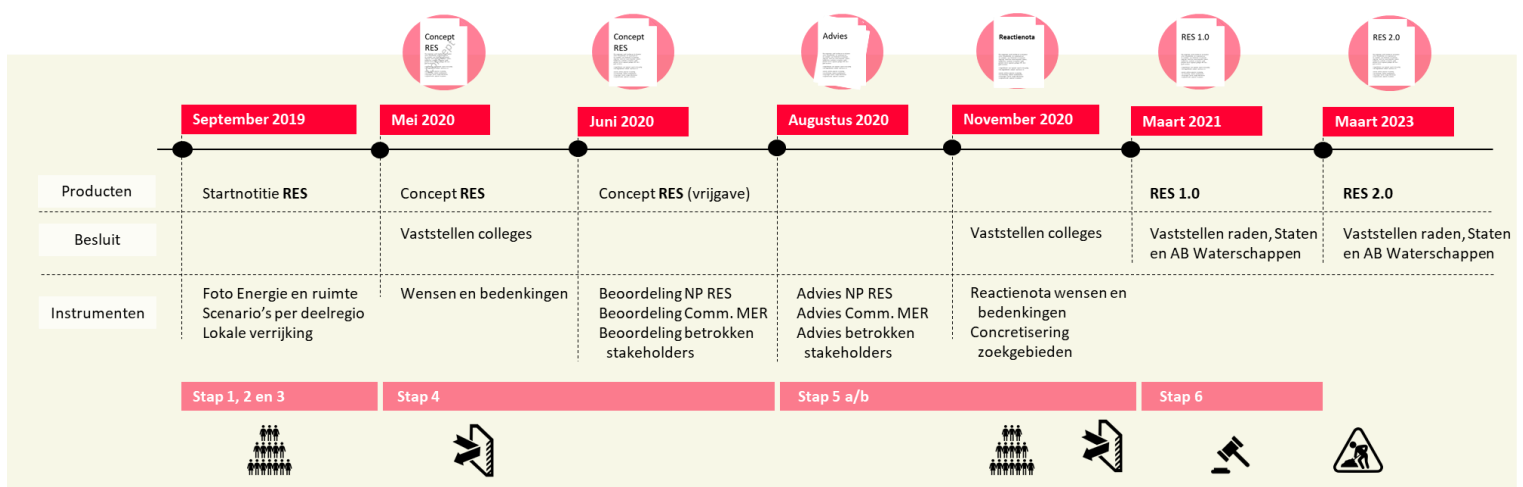 Concept
RES
Concept
RES
Advies
Reactienota
RES 1.0
RES 2.0
September 2019
Mei 2020
Juni 2020
Augustus 2020
November 2020
Maart 2021
Maart 2023
Producten
Startnotitie RES
Concept RES
Concept RES (vrijgave)
RES 1.0
RES 2.0
Besluit
Vaststellen colleges
Vaststellen colleges
Vaststellen raden, Staten
en AB Waterschappen
Vaststellen raden, Staten
en AB Waterschappen
Instrumenten
Foto Energie en ruimte
Scenario's per deelregio
Lokale verrijking
Wensen en bedenkingen
Beoordeling NP RES
Beoordeling Comm. MER
Beoordeling betrokken
stakeholders
Advies NP RES
Advies Comm. MER
Advies betrokken
stakeholders
Reactienota wensen en
bedenkingen
Concretisering
zoekgebieden
Stap 1, 2 en 3
Stap 4
Stap 5 a/b
Stap 6